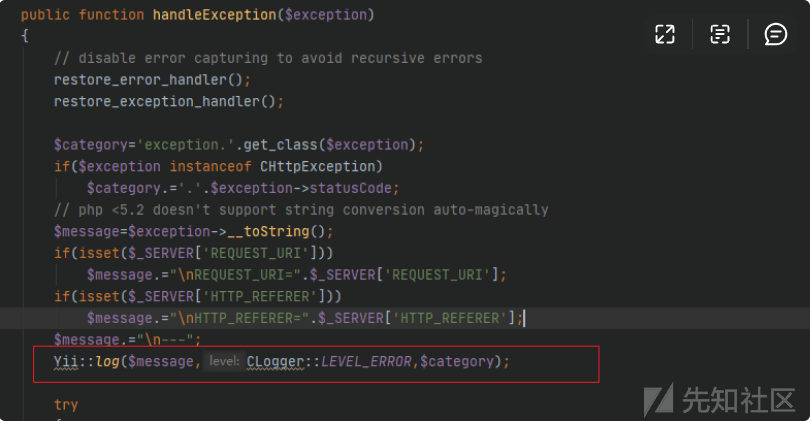 public function handleException($exception)
{
// disable error capturing to avoid recursive errors
restore_error_handler();
restore_exception_handler();
$category='exception.'.get_class($exception);
if($exception instanceof CHttpException)
$category.='.'.$exception->statusCode;
// php <5.2 doesn't support string conversion auto-magically
$message=$exception->__toString();
if(isset($_SERVER['REQUEST_URI']))
$message.="\nREQUEST_URI=".$_SERVER['REQUEST_URI'];
if(isset($_SERVER['HTTP_REFERER']))
$message.="\nHTTP_REFERER=".$_SERVER['HTTP_REFERER'];
$message.="\n---";
Yii::log($message, level: CLogger::LEVEL_ERROR,$category);
try
先知社区